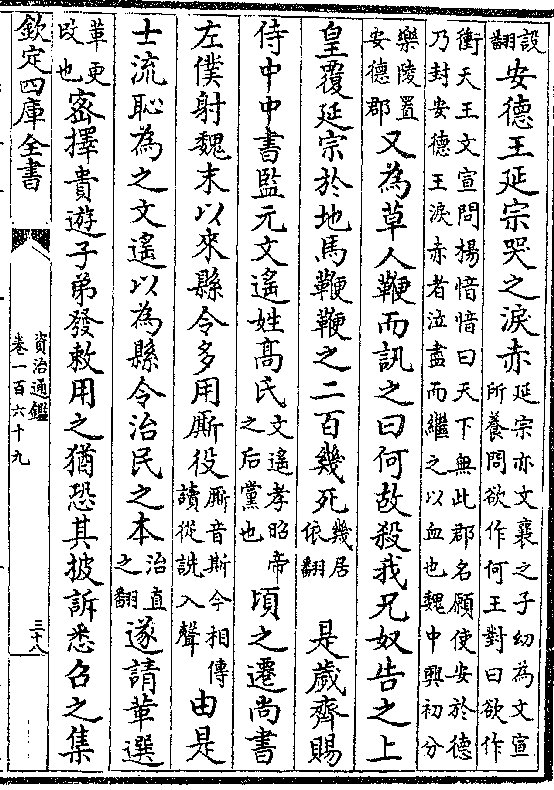 設翻安德王延宗哭之淚赤延宗亦文襄之子幼為文宣所養問欲作何王對曰欲作
衝天王文宣問楊愔愔曰天下無此郡名願使安於德乃封安德王淚赤者泣盡而繼之以血也魏中興初分
樂陵置安德郡又為草人鞭而訊之曰何故殺我兄奴告之上
皇覆延宗於地馬鞭鞭之二百幾死幾居依翻是歲齊賜
侍中中書監元文遙姓髙氏文遙孝昭帝之后黨也頃之遷尚書
左僕射魏末以來縣令多用厮役厮音斯今相傳讀從詵入聲由是
士流恥為之文遙以為縣令治民之本治直之翻遂請革選
革更改也密擇貴遊子弟發敕用之猶恐其披訴悉召之集
欽定四庫全書
資治通鑑
卷一百六十九
三十八